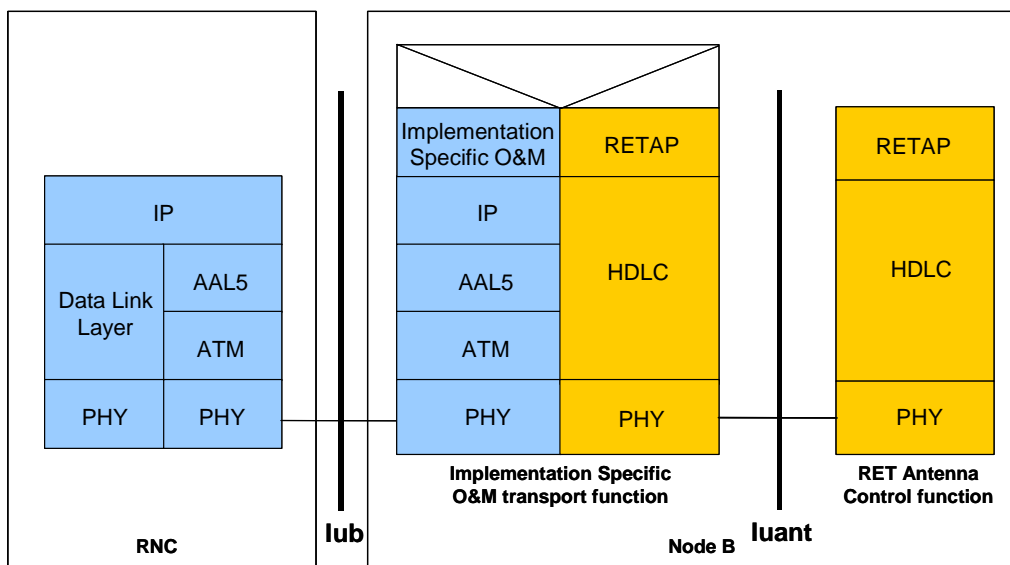 Implementation
Specific O&M
RETAP
RETAP
IP
IP
HDLC
HDLC
Data Link
Layer
AAL5
AAL5
ATM
ATM
PHY
PHY
PHY
PHY
PHY
Implementation Specific
O&M transport function
RET Antenna
Control function
RNC
Iub
Node B
Iuant